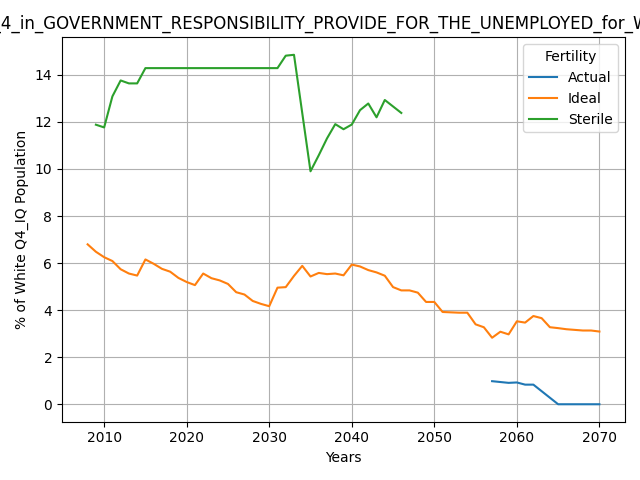 4_in_GOVERNMENT_RESPONSIBILITY_PROVIDE_FOR_THE_UNEMPLOYED_for_
Fertility
Actual
Ideal
Sterile
14
12
10
8
6
4
2
0
% of White Q4_IQ Population
2010 2020 2030 2040 2050 2060 2070
Years